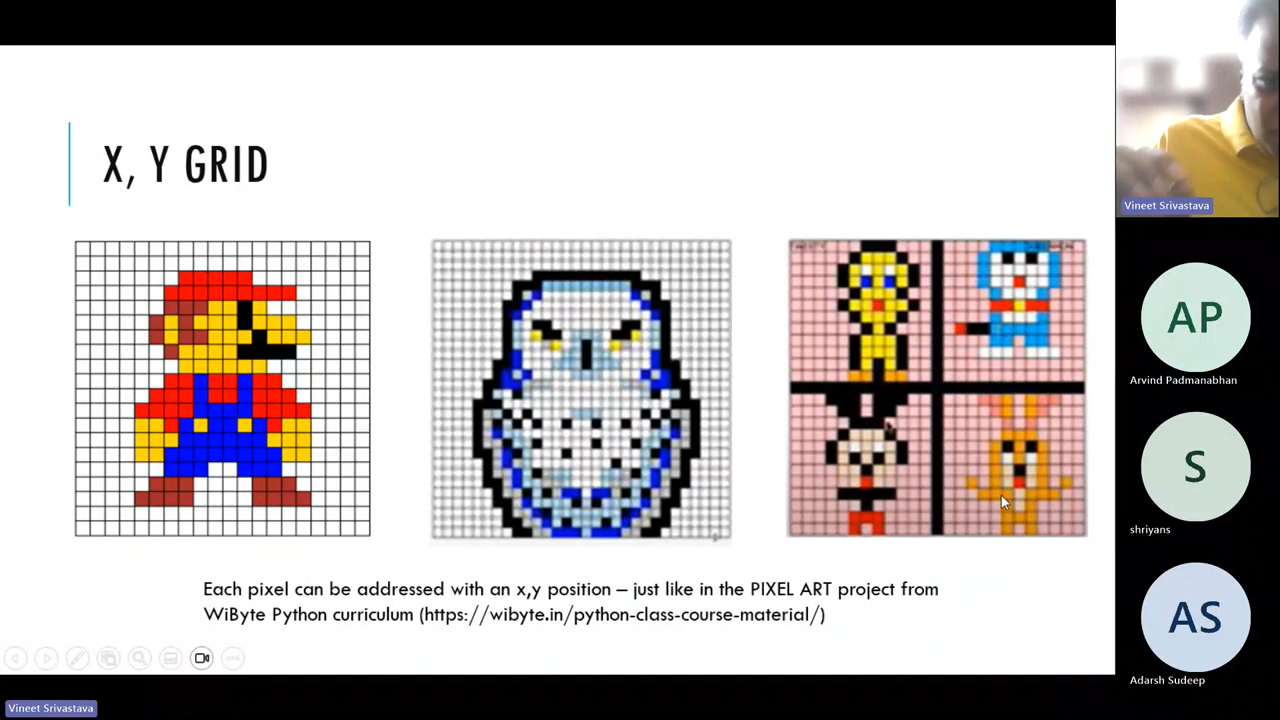 X, Y GRID
Each pixel can be addressed with an x,y position – just like in the PIXEL ART project from
WiByte Python curriculum (https://wibyte.in/python-class-course-material/)
Vineet Srivastava
AP
Arvind Padmanabhan
S
shriyans
AS
Adarsh Sudeep
Vineet Srivastava